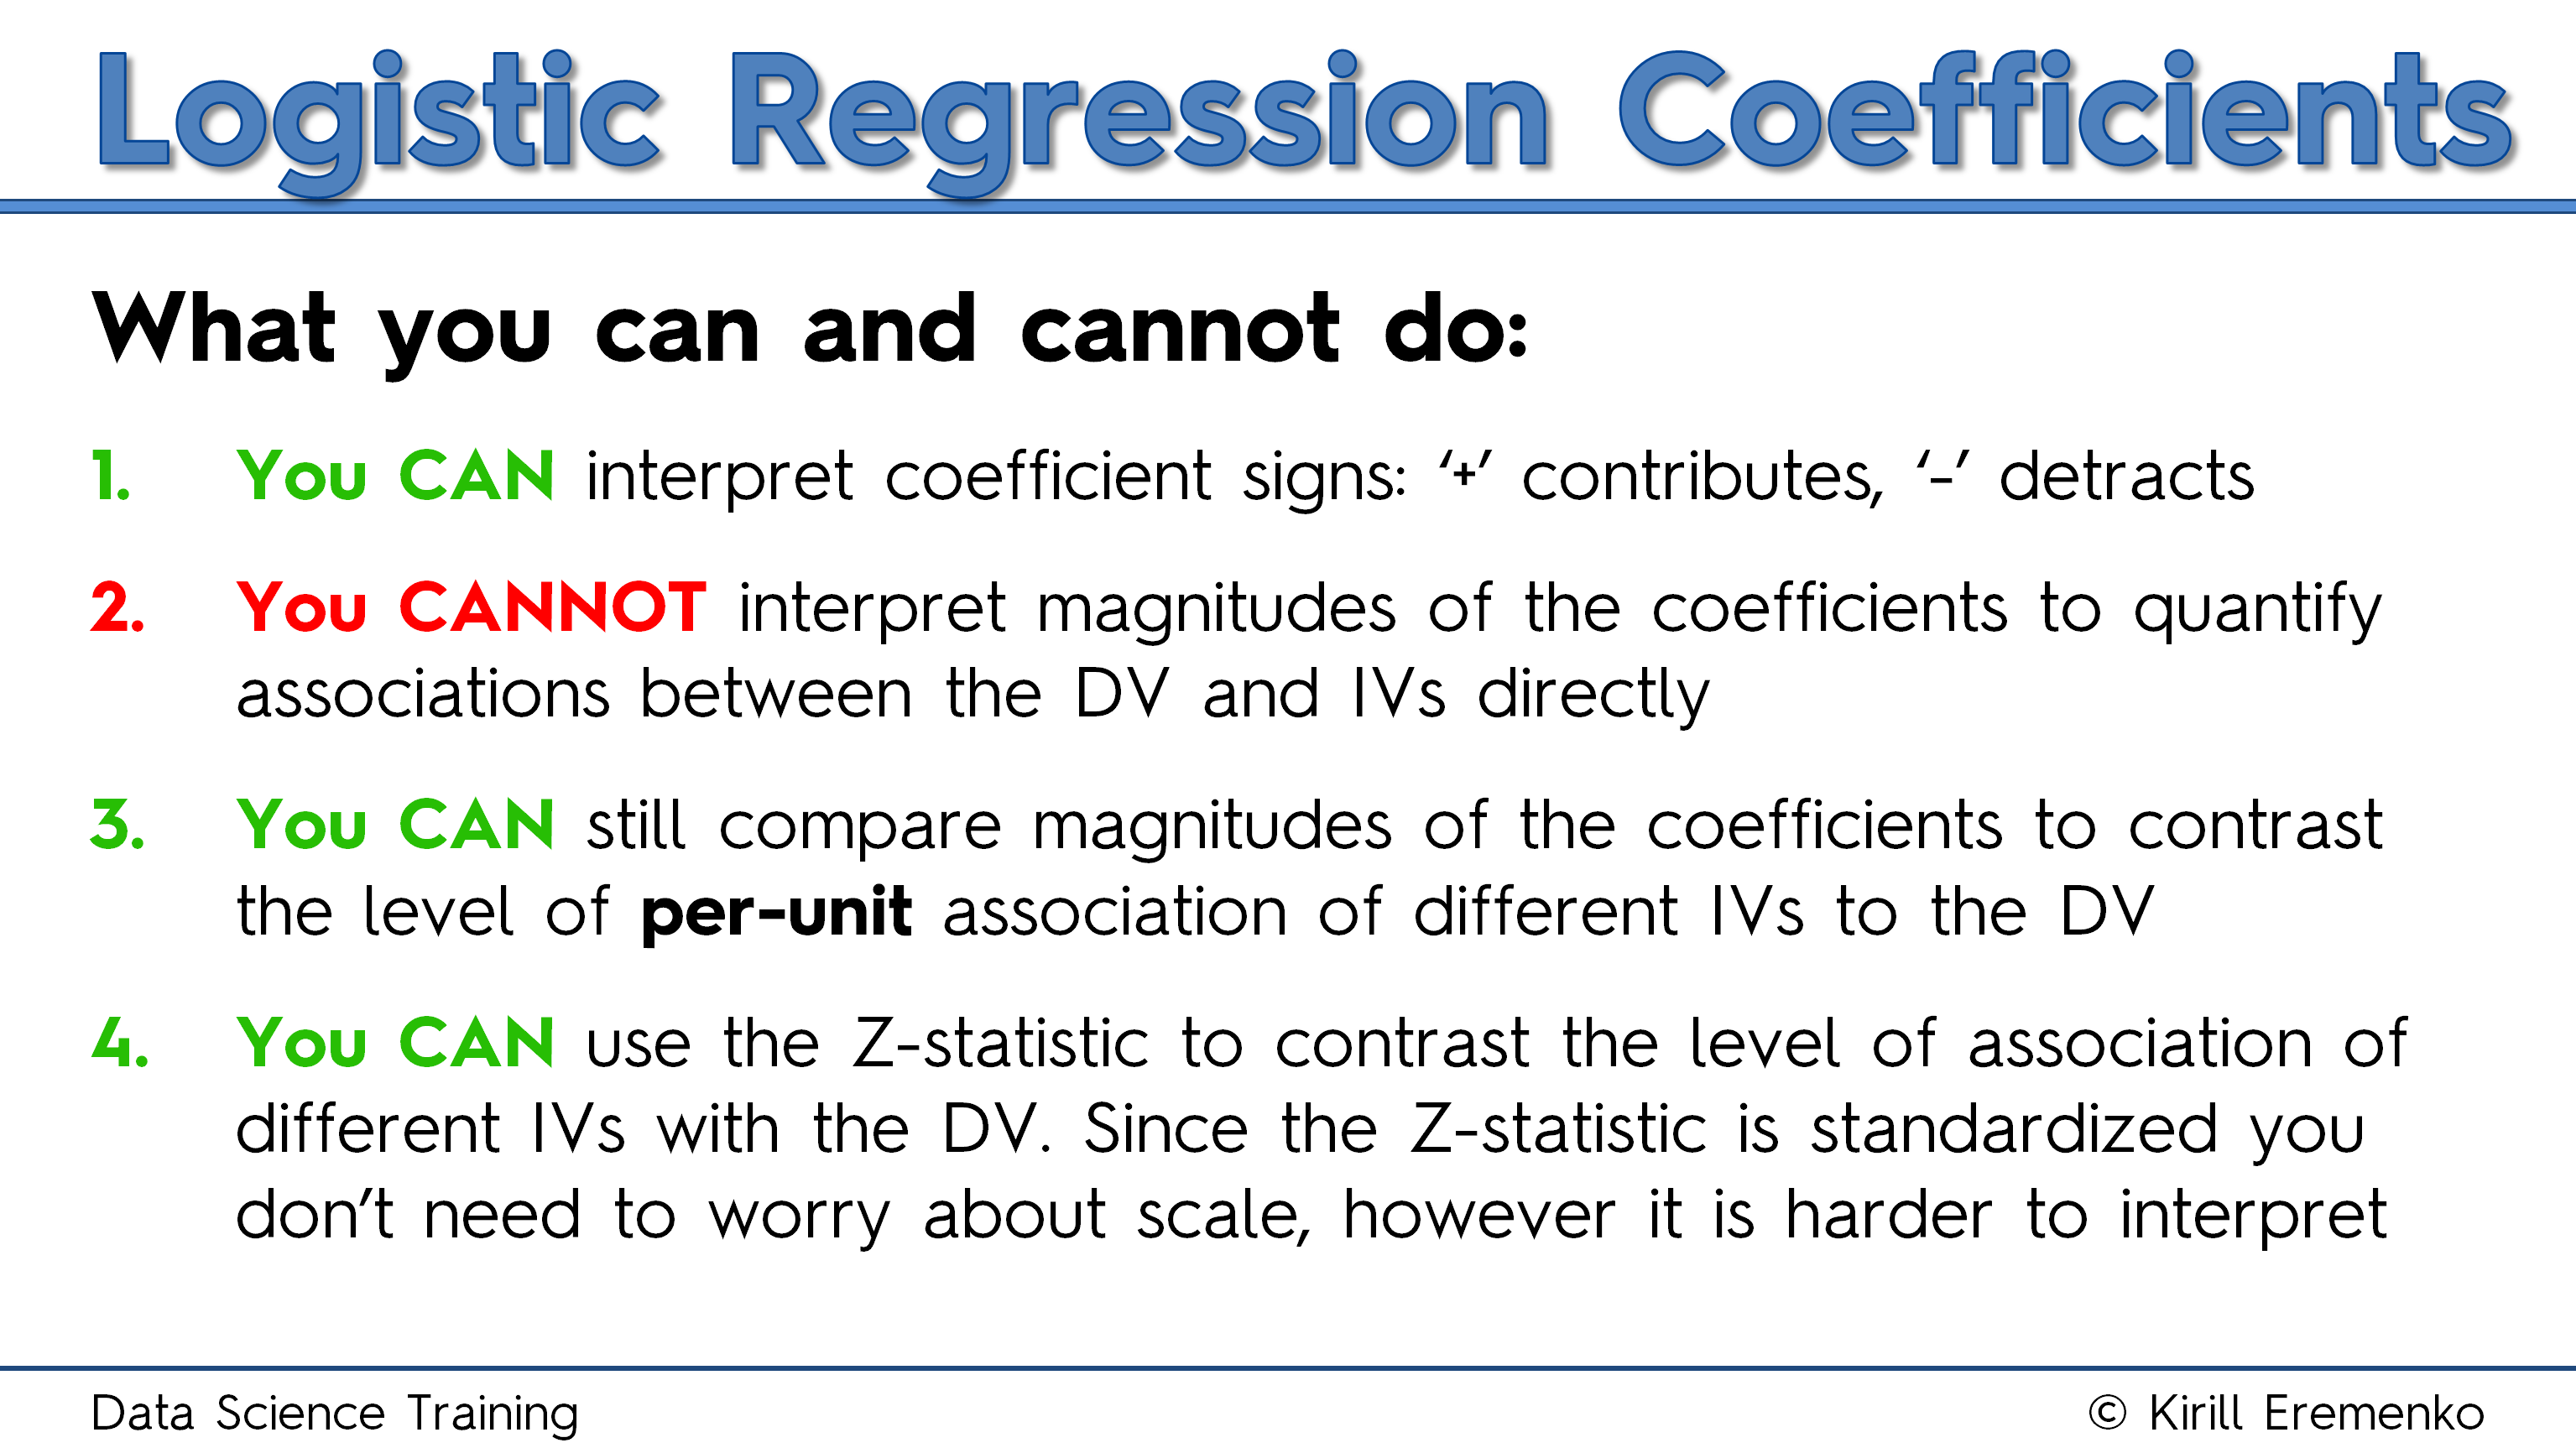 Logistic Regression Coefficients
What you can and cannot do:
1. You CAN interpret coefficient signs: ‘+’ contributes, ‘-’ detracts
2. You CANNOT interpret magnitudes of the coefficients to quantify
associations between the DV and IVs directly
3. You CAN still compare magnitudes of the coefficients to contrast
the level of per-unit association of different IVs to the DV
4. You CAN use the Z-statistic to contrast the level of association of
different IVs with the DV. Since the Z-statistic is standardized you
don’t need to worry about scale, however it is harder to interpret
Data Science Training
© Kirill Eremenko